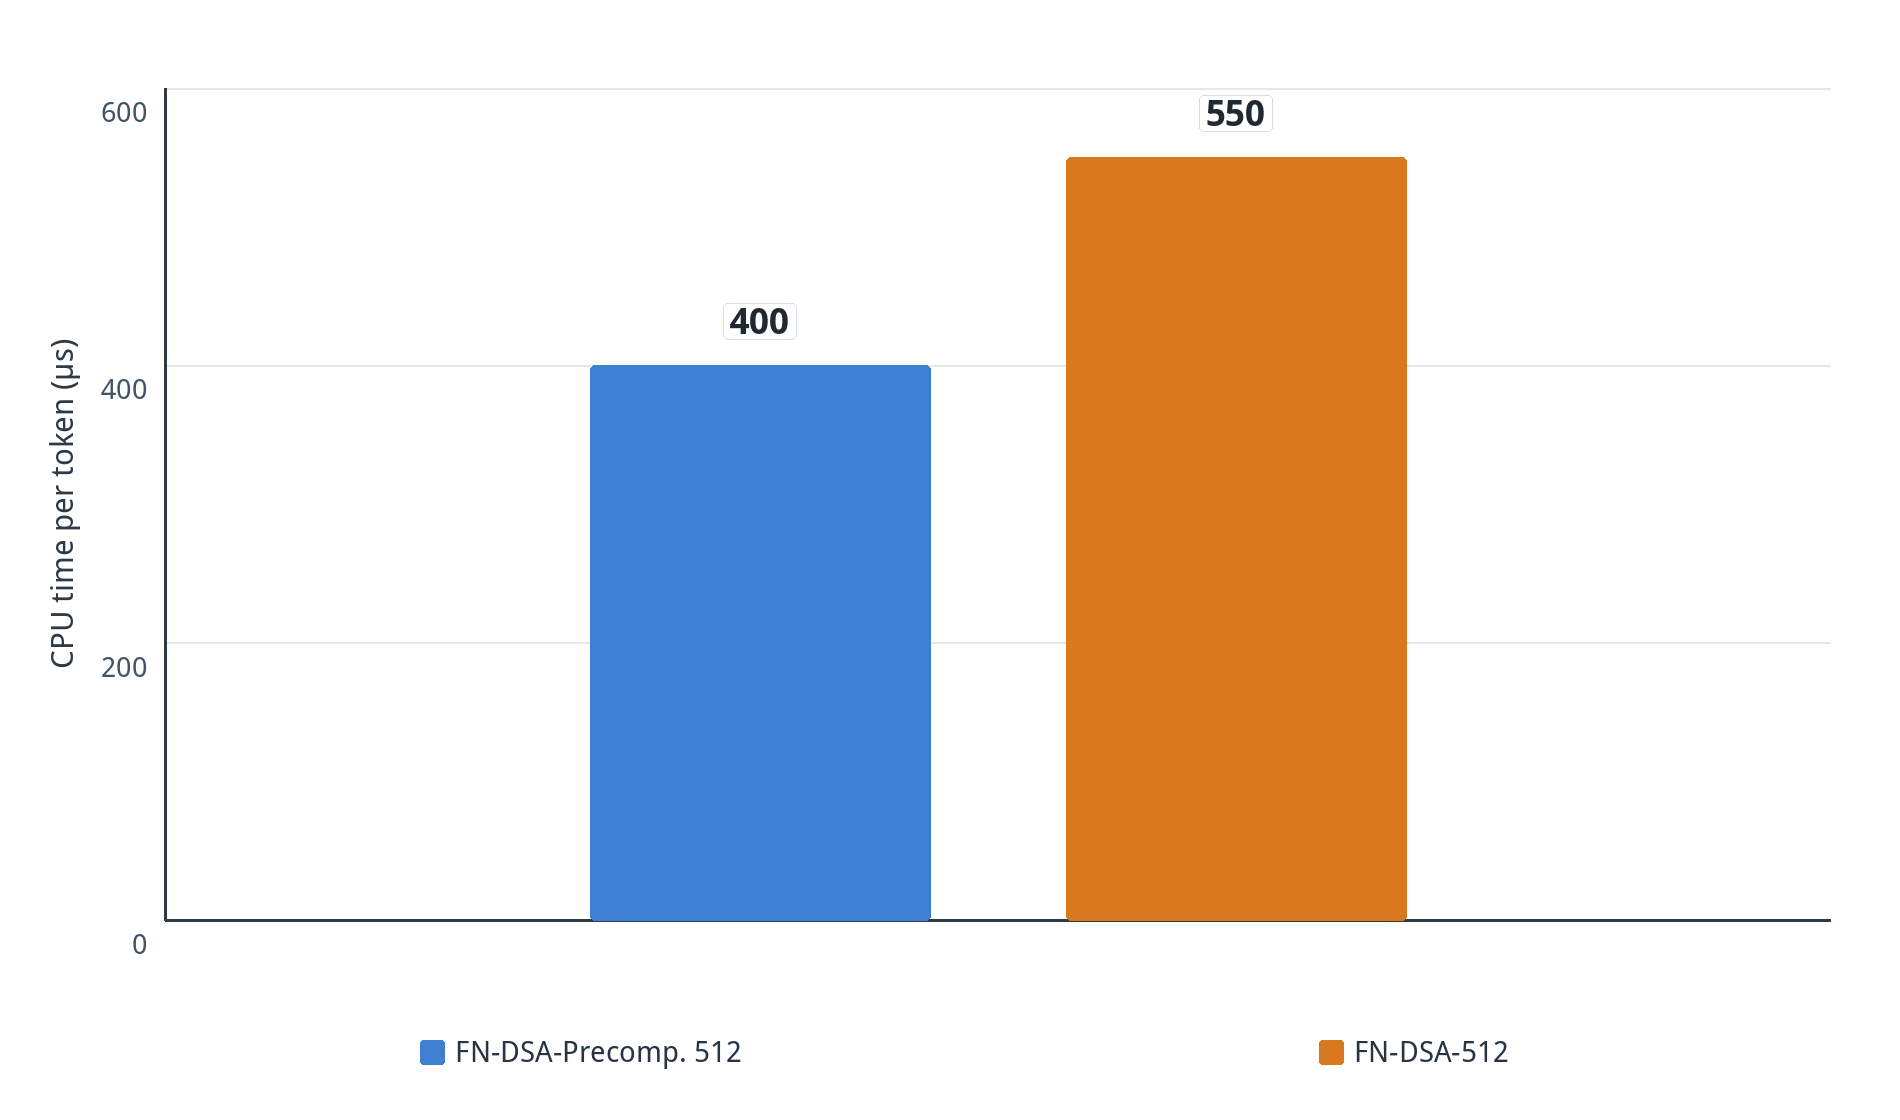 600
550
400
400
CPU time per token (µs)
200
0
FN-DSA-Precomp. 512
FN-DSA-512